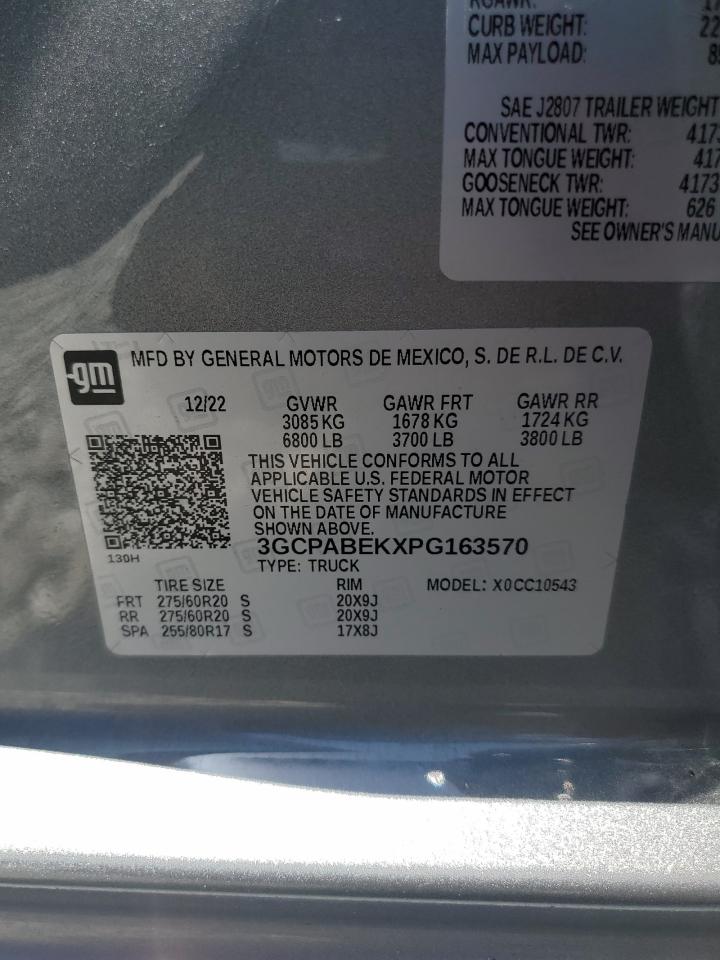 CURB WEIGHT: 22
MAX PAYLOAD:
SAE J2807 TRAILER WEIGHT
CONVENTIONAL TWR: 4173
MAX TONGUE WEIGHT: 417
GOOSENECK TWR: 4173
MAX TONGUE WEIGHT: 626
SEE OWNER'S MANU
gm
MFD BY GENERAL MOTORS DE MEXICO, S. DE R.L. DE C.V.
12/22 GVWR GAWR FRT GAWR RR
3085 KG 1678 KG 1724 KG
6800 LB 3700 LB 3800 LB
THIS VEHICLE CONFORMS TO ALL
APPLICABLE U.S. FEDERAL MOTOR
VEHICLE SAFETY STANDARDS IN EFFECT
ON THE DATE OF MANUFACTURE
SHOWN ABOVE.
3GCPABEKXPG163570
130H
TYPE: TRUCK
TIRE SIZE RIM MODEL: X0CC10543
FRT 275/60R20 S 20X9J
RR 275/60R20 S 20X9J
SPA 255/80R17 S 17X8J